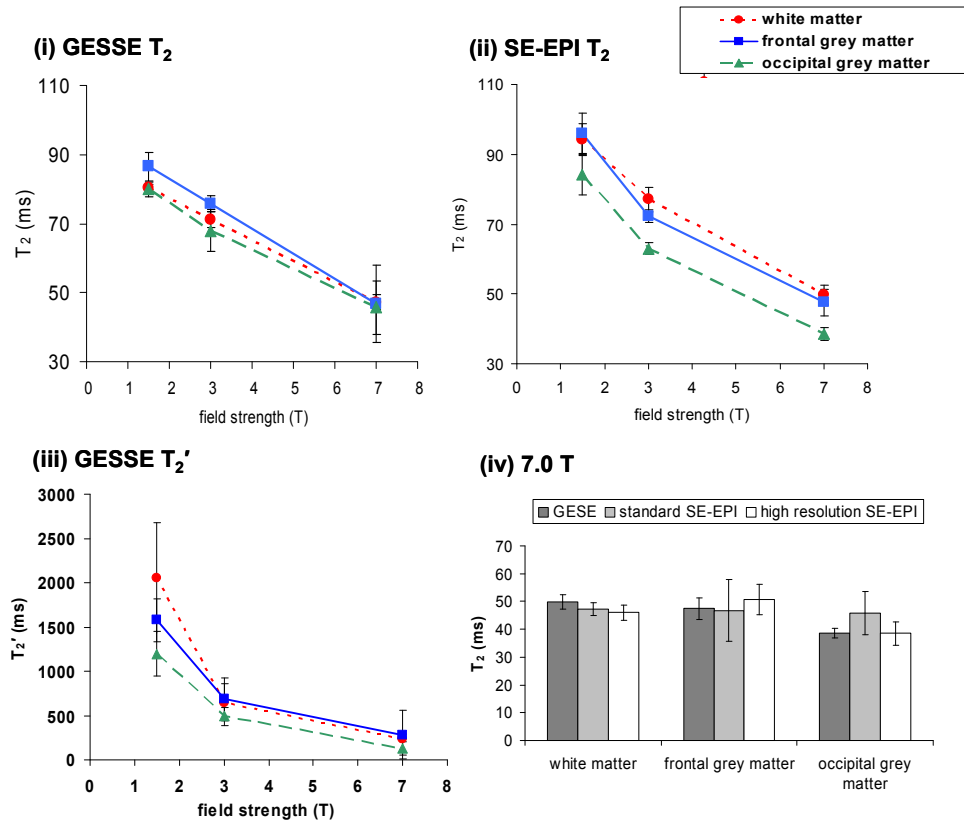 white matter
frontal grey matter
occipital grey matter
(i) GESSE T₂
(ii) SE-EPI T₂
110
90
70
50
30
T₂ (ms)
0 1 2 3 4 5 6 7 8
field strength (T)
110
90
70
50
30
T₂ (ms)
0 1 2 3 4 5 6 7 8
field strength (T)
(iii) GESSE T₂′
3000
2500
2000
1500
1000
500
0
T₂′ (ms)
0 1 2 3 4 5 6 7 8
field strength (T)
(iv) 7.0 T
GESE standard SE-EPI high resolution SE-EPI
70
60
50
40
30
20
10
0
T₂ (ms)
white matter frontal grey matter occipital grey
matter